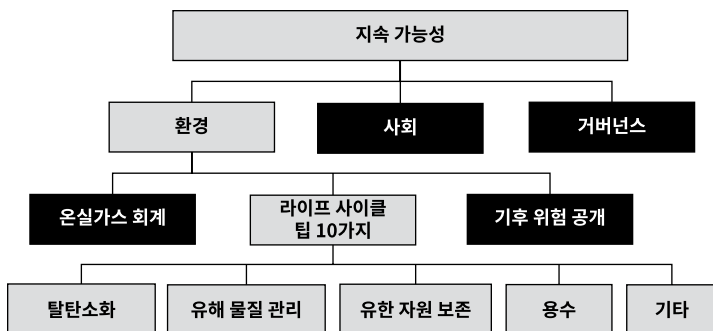 지속 가능성
환경
사회
거버넌스
온실가스 회계
라이프 사이클
팁 10가지
기후 위험 공개
탈탄소화
유해 물질 관리
유한 자원 보존
용수
기타